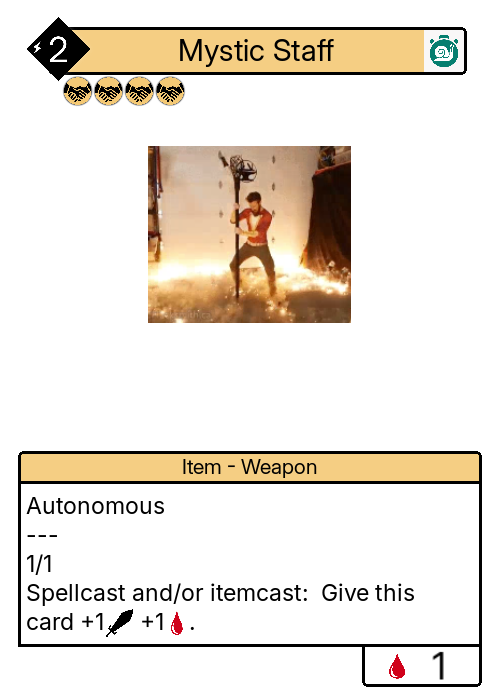 2
Mystic Staff
Item - Weapon
Autonomous
---
1/1
Spellcast and/or itemcast:  Give this
card +1 +1 .
1